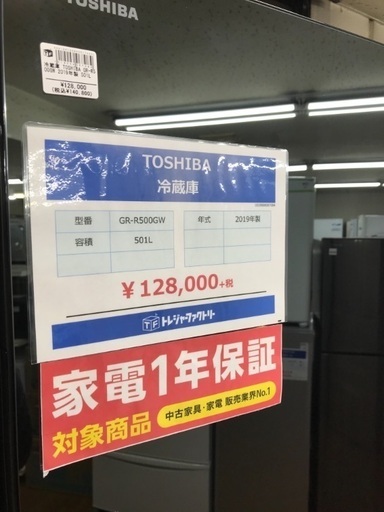 TOSHIBA
¥128,000
(税込¥140,800)
TOSHIBA
冷蔵庫
型番 GR-R500GW 年式 2019年製
容積 501L
¥128,000+税
TF トレジャーファクトリー
家電1年保証
対象商品 中古家具・家電 販売業界No.1